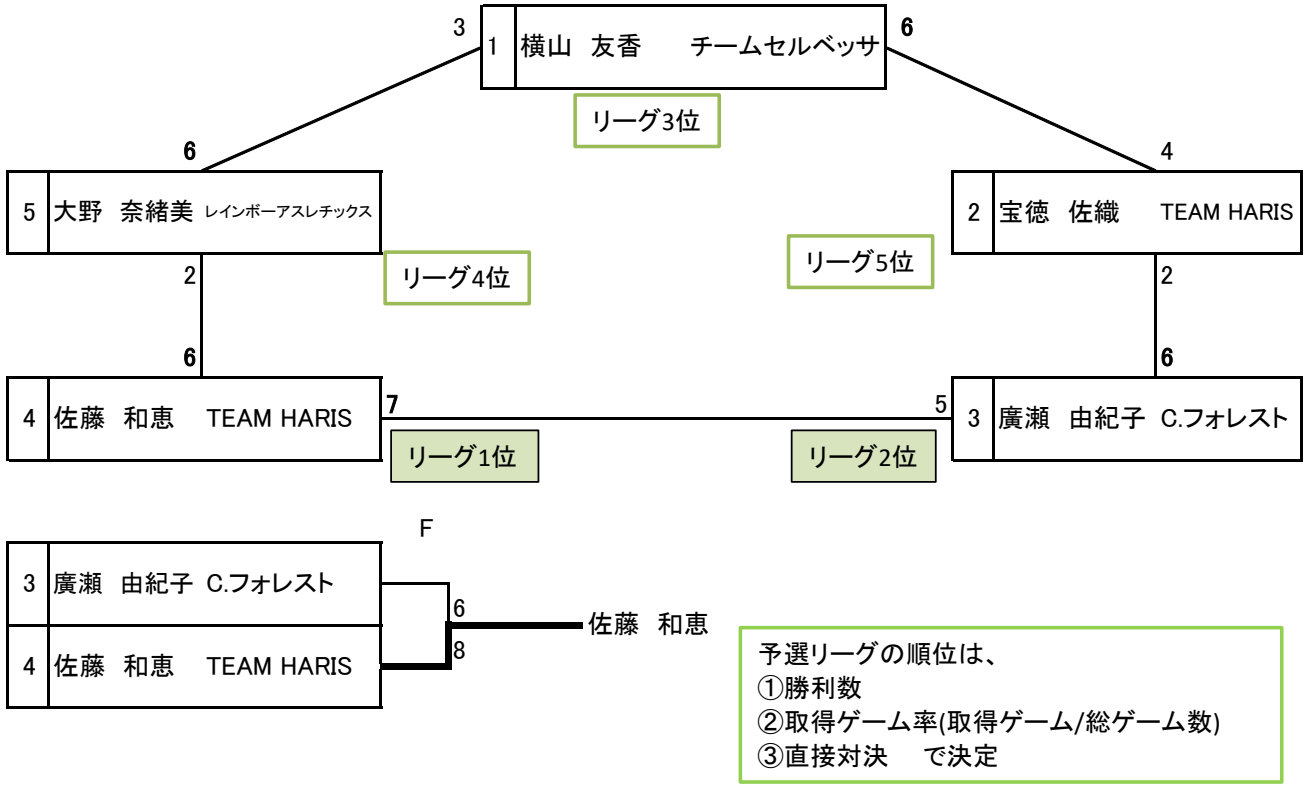 3
1 横山 友香 チームセルベッサ
6
リーグ3位
6
4
5 大野 奈緒美 レインボーアスレチックス
2 宝徳 佐織 TEAM HARIS
2
リーグ4位
リーグ5位
2
6
6
4 佐藤 和恵 TEAM HARIS
7
5
3 廣瀬 由紀子 C.フォレスト
リーグ1位
リーグ2位
F
3 廣瀬 由紀子 C.フォレスト
6
佐藤 和恵
4 佐藤 和恵 TEAM HARIS
8
予選リーグの順位は、
①勝利数
②取得ゲーム率(取得ゲーム/総ゲーム数)
③直接対決 で決定